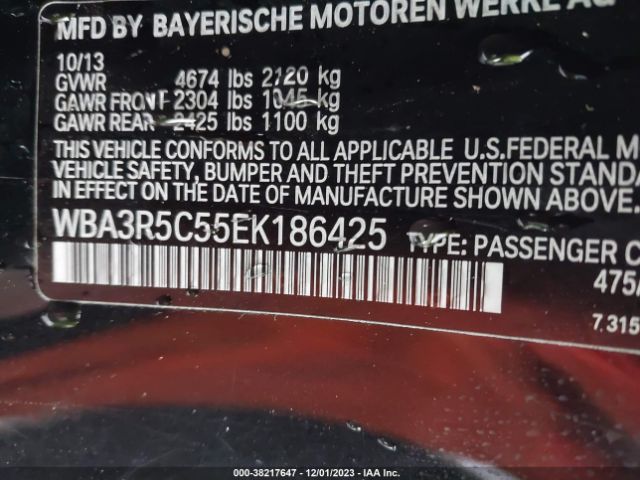 MFD BY BAYERISCHE MOTOREN WERKE AG
10/13
GVWR 4674 lbs 2120 kg
GAWR FRONT 2304 lbs 1045 kg
GAWR REAR 2425 lbs 1100 kg
THIS VEHICLE CONFORMS TO ALL APPLICABLE U.S.FEDERAL M
VEHICLE SAFETY, BUMPER AND THEFT PREVENTION STANDA
IN EFFECT ON THE DATE OF MANUFACTURE SHOWN ABOVE.
WBA3R5C55EK186425 TYPE: PASSENGER C
475/
7.315
000-38217647 / 12/01/2023 - IAA Inc.